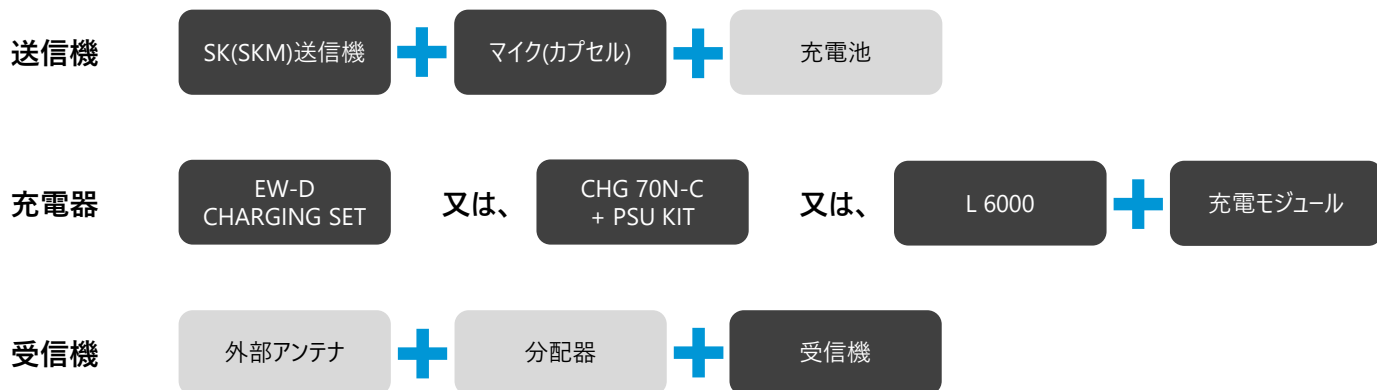 送信機
SK(SKM)送信機
マイク(カプセル)
充電池
充電器
EW-D
CHARGING SET
又は、
CHG 70N-C
+ PSU KIT
又は、
L 6000
充電モジュール
受信機
外部アンテナ
分配器
受信機